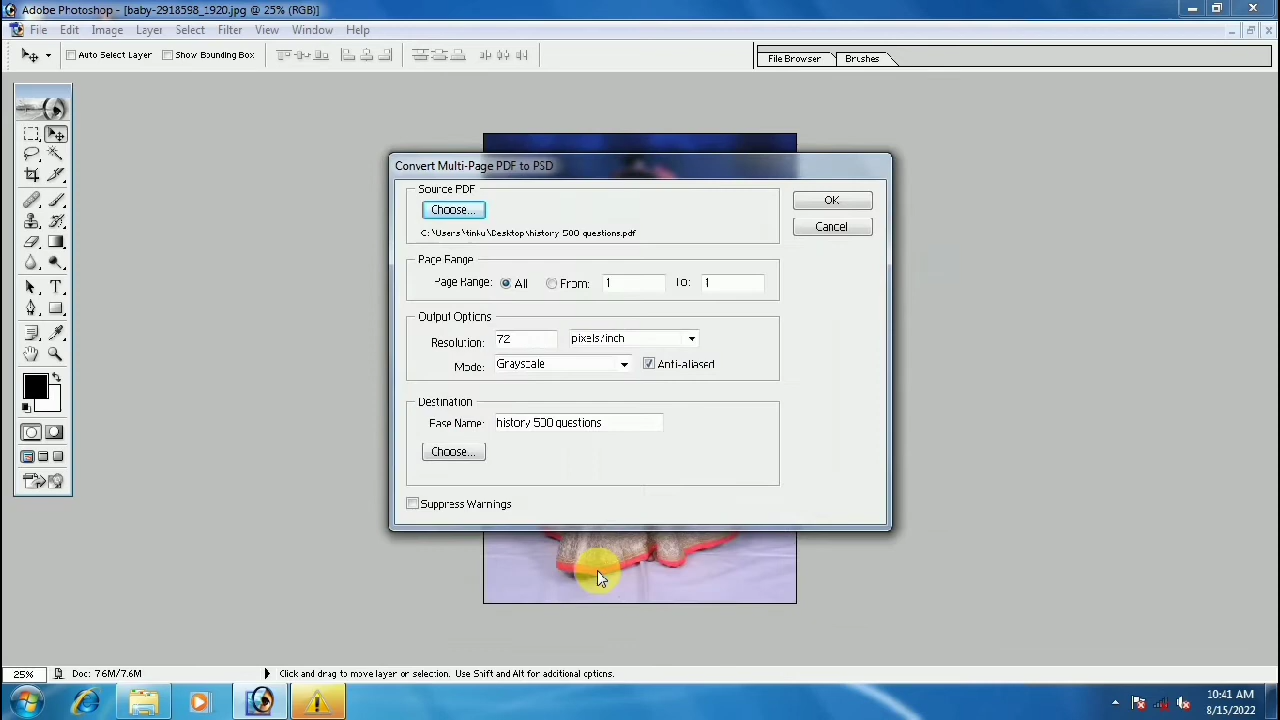 Adobe Photoshop - [baby-2918598_1920.jpg @ 25% (RGB)]
File Edit Image Layer Select Filter View Window Help
Auto Select Layer Show Bounding Box File Browser Brushes
Convert Multi-Page PDF to PSD
Source PDF
Choose...
C:\Users\tinku\Desktop\history 500 questions.pdf
OK
Cancel
Page Range
Page Range: All From: 1 To: 1
Output Options
Resolution: 72 pixels/inch
Mode: Grayscale Anti-aliased
Destination
Base Name: history 500 questions
Choose...
Suppress Warnings
25% Doc: 7.6M/7.6M Click and drag to move layer or selection. Use Shift and Alt for additional options.
10:41 AM
8/15/2022